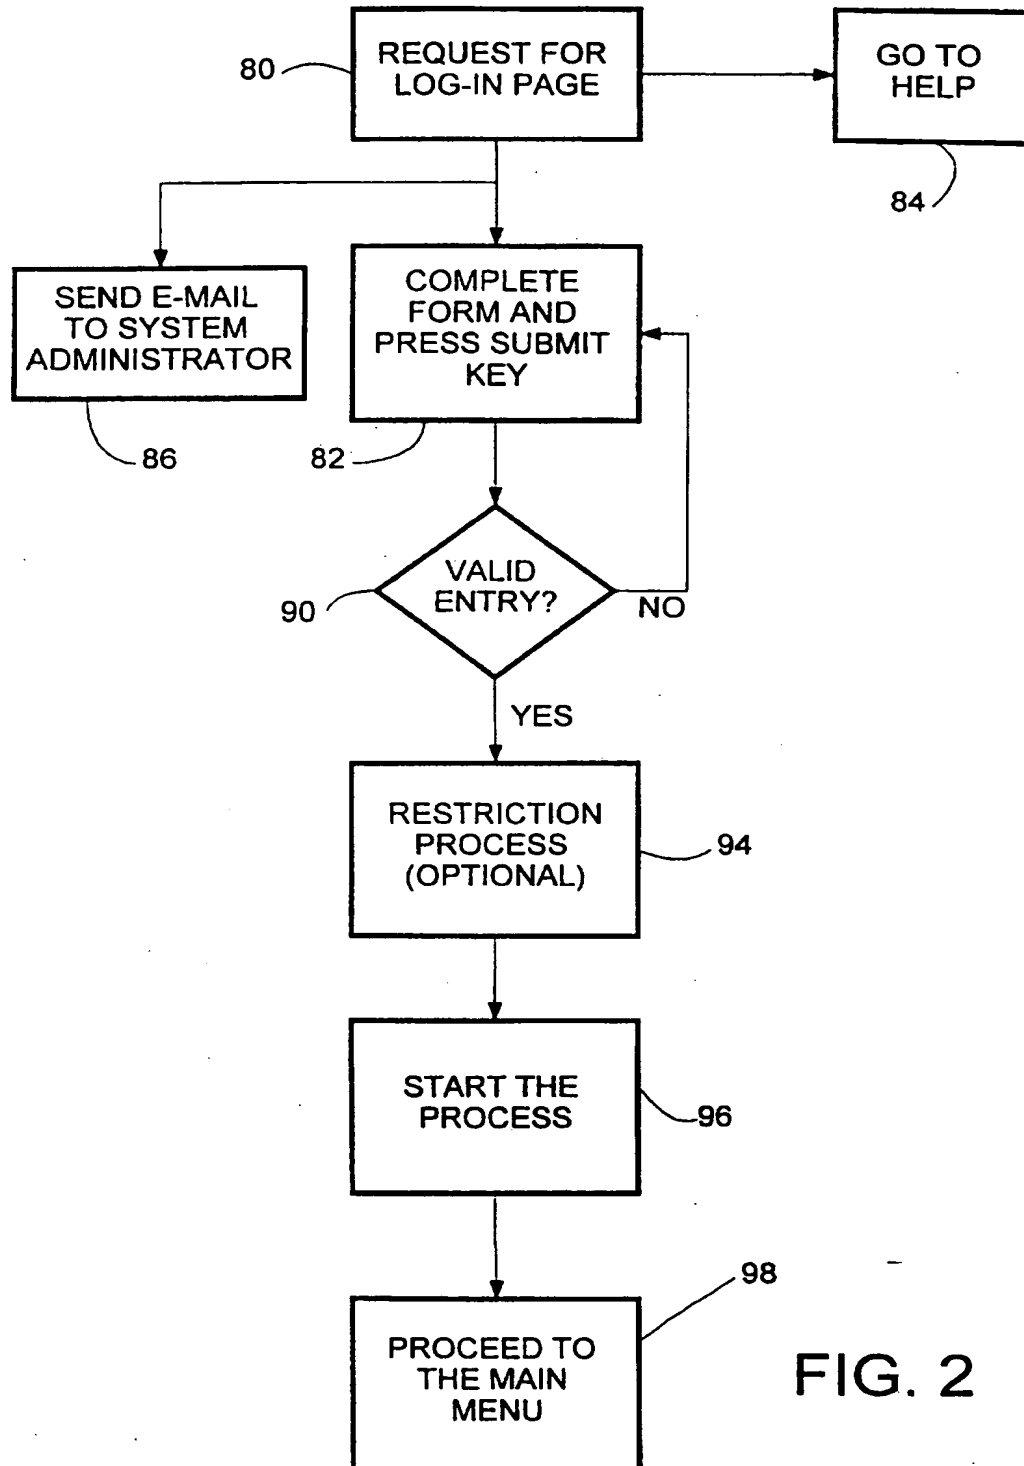 REQUEST FOR
LOG-IN PAGE
80
GO TO
HELP
84
SEND E-MAIL
TO SYSTEM
ADMINISTRATOR
86
COMPLETE
FORM AND
PRESS SUBMIT
KEY
82
VALID
ENTRY?
90
NO
YES
RESTRICTION
PROCESS
(OPTIONAL)
94
START THE
PROCESS
96
98
PROCEED TO
THE MAIN
MENU
FIG. 2